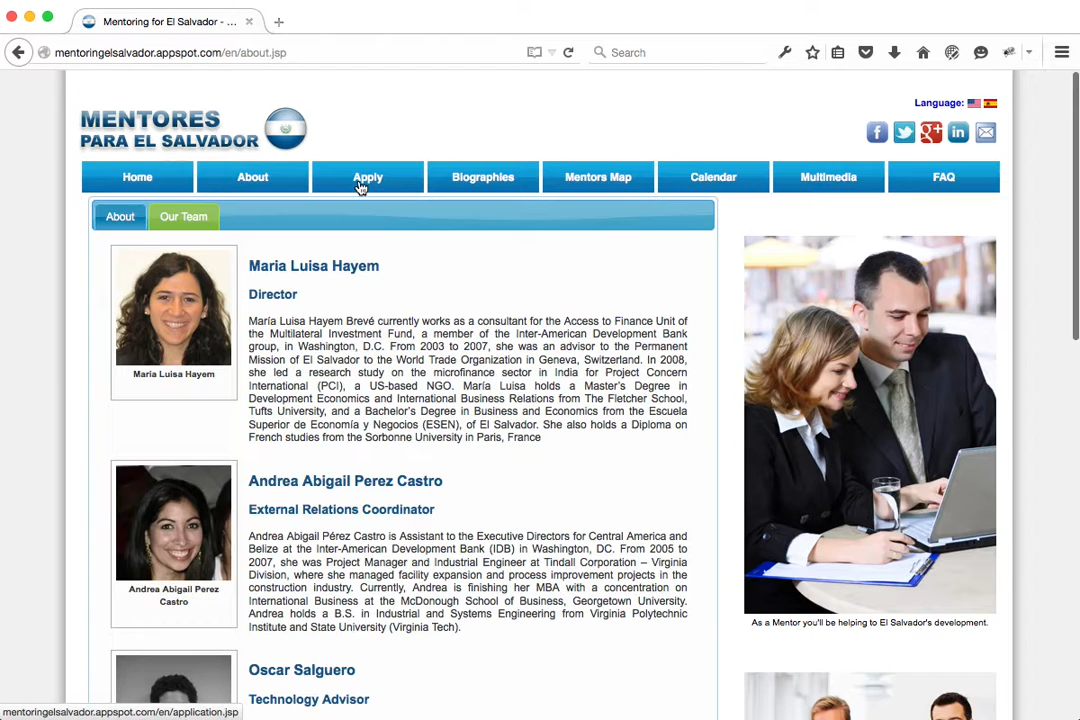 Mentoring for El Salvador - ...
mentoringelsalvador.appspot.com/en/about.jsp
Search
Language:
MENTORES
PARA EL SALVADOR
Home
About
Apply
Biographies
Mentors Map
Calendar
Multimedia
FAQ
About
Our Team
Maria Luisa Hayem
Maria Luisa Hayem
Director
María Luisa Hayem Brevé currently works as a consultant for the Access to Finance Unit of
the Multilateral Investment Fund, a member of the Inter-American Development Bank
group, in Washington, D.C. From 2003 to 2007, she was an advisor to the Permanent
Mission of El Salvador to the World Trade Organization in Geneva, Switzerland. In 2008,
she led a research study on the microfinance sector in India for Project Concern
International (PCI), a US-based NGO. María Luisa holds a Master's Degree in
Development Economics and International Business Relations from The Fletcher School,
Tufts University, and a Bachelor's Degree in Business and Economics from the Escuela
Superior de Economía y Negocios (ESEN), of El Salvador. She also holds a Diploma on
French studies from the Sorbonne University in Paris, France
Andrea Abigail Perez
Castro
Andrea Abigail Perez Castro
External Relations Coordinator
Andrea Abigail Pérez Castro is Assistant to the Executive Directors for Central America and
Belize at the Inter-American Development Bank (IDB) in Washington, DC. From 2005 to
2007, she was Project Manager and Industrial Engineer at Tindall Corporation – Virginia
Division, where she managed facility expansion and process improvement projects in the
construction industry. Currently, Andrea is finishing her MBA with a concentration on
International Business at the McDonough School of Business, Georgetown University.
Andrea holds a B.S. in Industrial and Systems Engineering from Virginia Polytechnic
Institute and State University (Virginia Tech).
Oscar Salguero
Technology Advisor
As a Mentor you'll be helping to El Salvador's development.
mentoringelsalvador.appspot.com/en/application.jsp